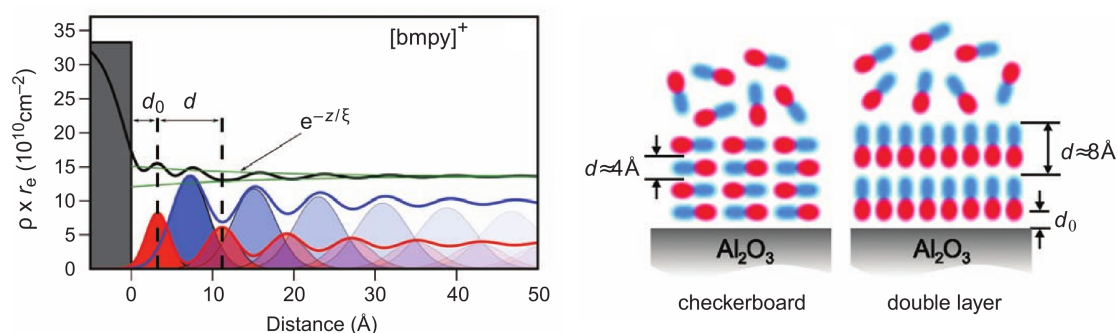 [bmpy]⁺
ρ x rₑ (10¹⁰cm⁻²)
35
30
25
20
15
10
5
0
d₀
d
e⁻ᶻ/ξ
0 10 20 30 40 50
Distance (Å)
d≈4Å
Al₂O₃
checkerboard
d≈8Å
d₀
Al₂O₃
double layer